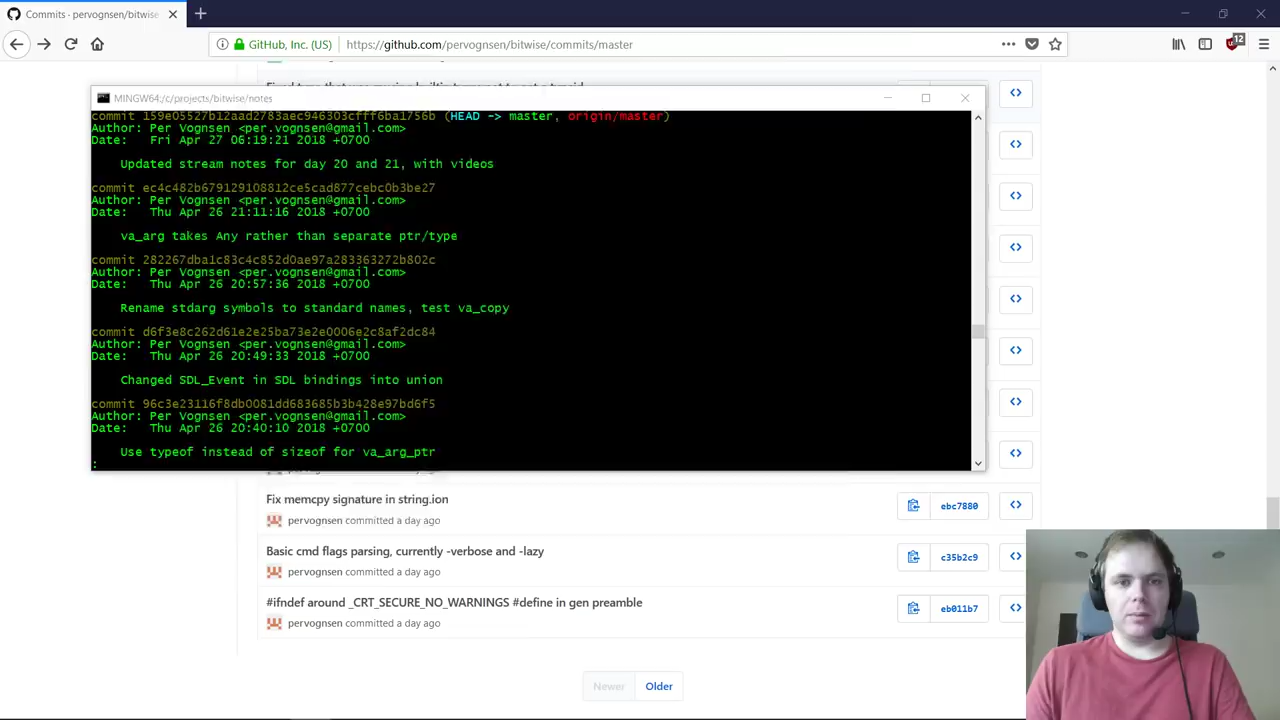 Commits - pervognsen/bitwise
GitHub, Inc. (US)
https://github.com/pervognsen/bitwise/commits/master
12
MINGW64:/c/projects/bitwise/notes
commit 159e05527b12aad2783aec946303cfff6ba1756b (HEAD -> master, origin/master)
Author: Per Vognsen <per.vognsen@gmail.com>
Date: Fri Apr 27 06:19:21 2018 +0700
Updated stream notes for day 20 and 21, with videos
commit ec4c482b679129108812ce5cad877cebc0b3be27
Author: Per Vognsen <per.vognsen@gmail.com>
Date: Thu Apr 26 21:11:16 2018 +0700
va_arg takes Any rather than separate ptr/type
commit 282267dba1c83c4c852d0ae97a283363272b802c
Author: Per Vognsen <per.vognsen@gmail.com>
Date: Thu Apr 26 20:57:36 2018 +0700
Rename stdarg symbols to standard names, test va_copy
commit d6f3e8c262d61e2e25ba73e2e0006e2c8af2dc84
Author: Per Vognsen <per.vognsen@gmail.com>
Date: Thu Apr 26 20:49:33 2018 +0700
Changed SDL_Event in SDL bindings into union
commit 96c3e23116f8db0081dd683685b3b428e97bd6f5
Author: Per Vognsen <per.vognsen@gmail.com>
Date: Thu Apr 26 20:40:10 2018 +0700
Use typeof instead of sizeof for va_arg_ptr
:
Fix memcpy signature in string.ion
ebc7880
pervognsen committed a day ago
Basic cmd flags parsing, currently -verbose and -lazy
c35b2c9
pervognsen committed a day ago
#ifndef around _CRT_SECURE_NO_WARNINGS #define in gen preamble
eb011b7
pervognsen committed a day ago
Newer
Older